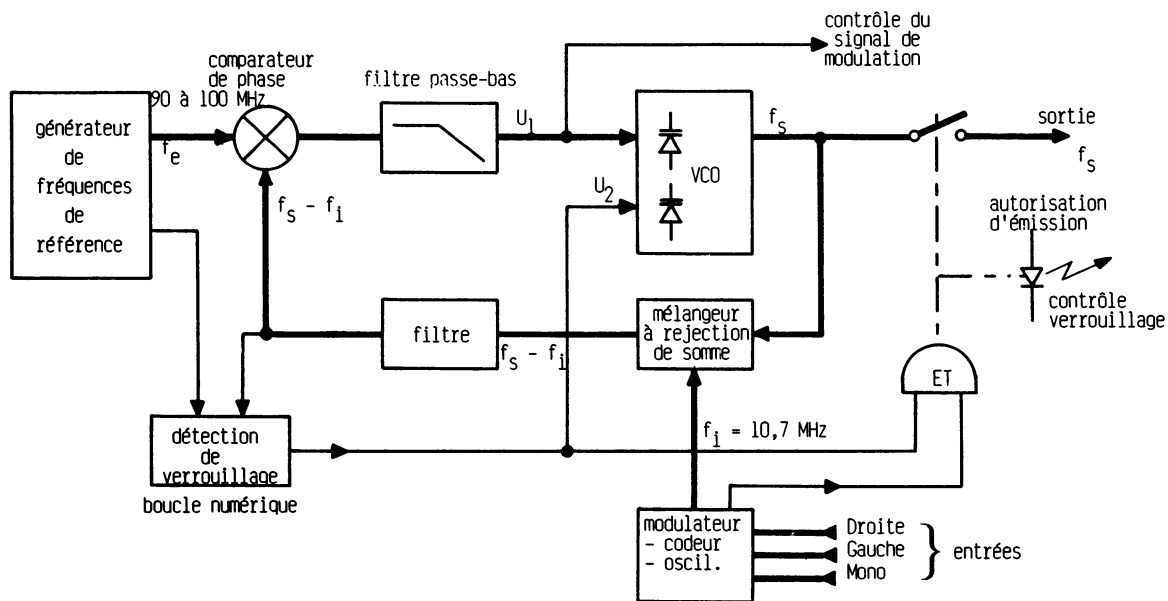 contrôle du
signal de
modulation
comparateur
de phase
filtre passe-bas
90 à 100 MHz
générateur
de
fréquences
de
référence
f_e
U_1
U_2
VCO
f_s
sortie
f_s
f_s - f_i
autorisation
d'émission
contrôle
verrouillage
filtre
f_s - f_i
mélangeur
à rejection
de somme
ET
détection
de
verrouillage
boucle numérique
f_i = 10,7 MHz
modulateur
- codeur
- oscil.
Droite
Gauche
Mono
entrées